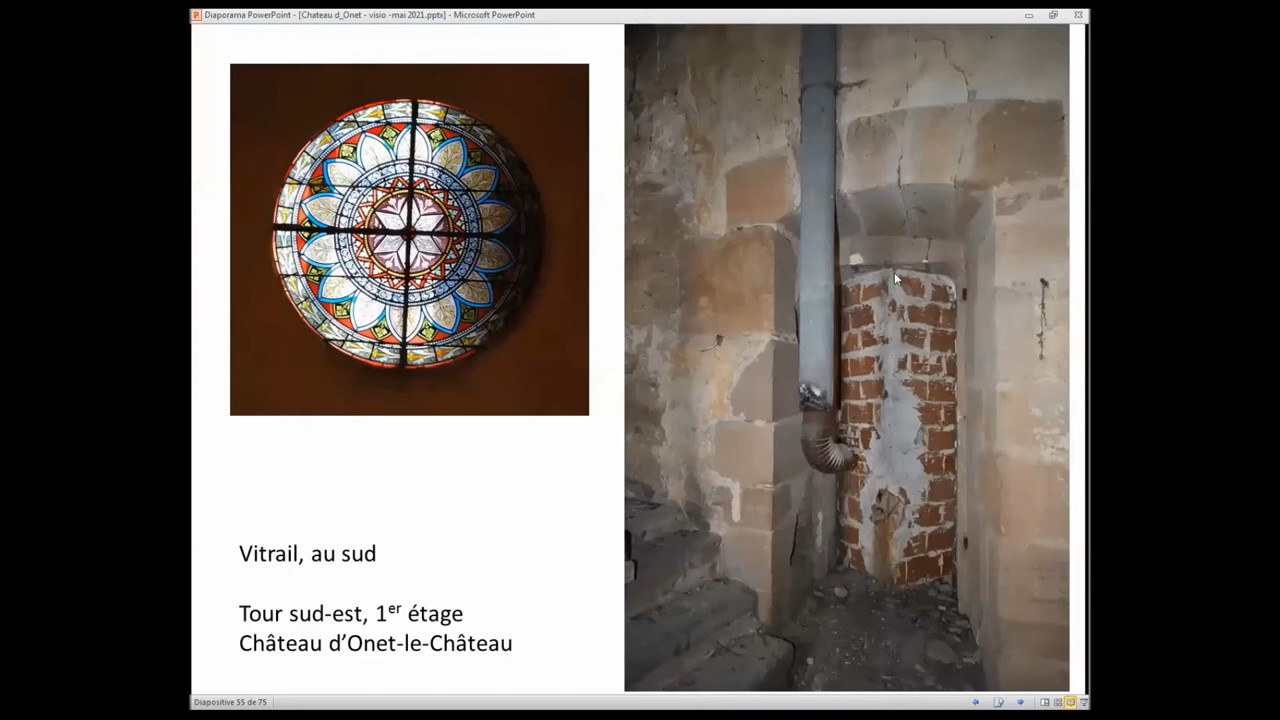 Diaporama PowerPoint - [Chateau d_Onet - visio -mai 2021.pptx] - Microsoft PowerPoint
Vitrail, au sud
Tour sud-est, 1er étage
Château d’Onet-le-Château
Diapositive 55 de 75